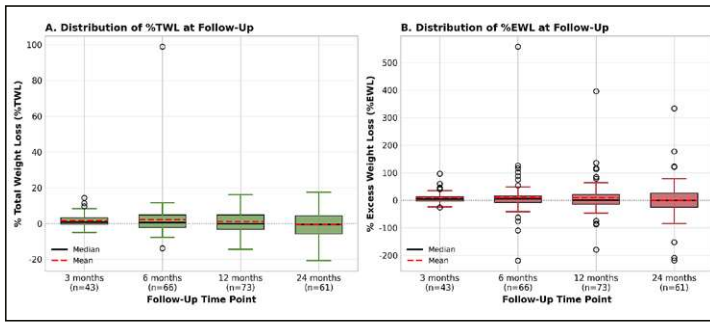 A. Distribution of %TWL at Follow-Up
% Total Weight Loss (%TWL)
100
80
60
40
20
0
-20
Median
Mean
3 months
(n=43)
6 months
(n=66)
12 months
(n=73)
24 months
(n=61)
Follow-Up Time Point
B. Distribution of %EWL at Follow-Up
% Excess Weight Loss (%EWL)
500
400
300
200
100
0
-100
-200
Median
Mean
3 months
(n=43)
6 months
(n=66)
12 months
(n=73)
24 months
(n=61)
Follow-Up Time Point